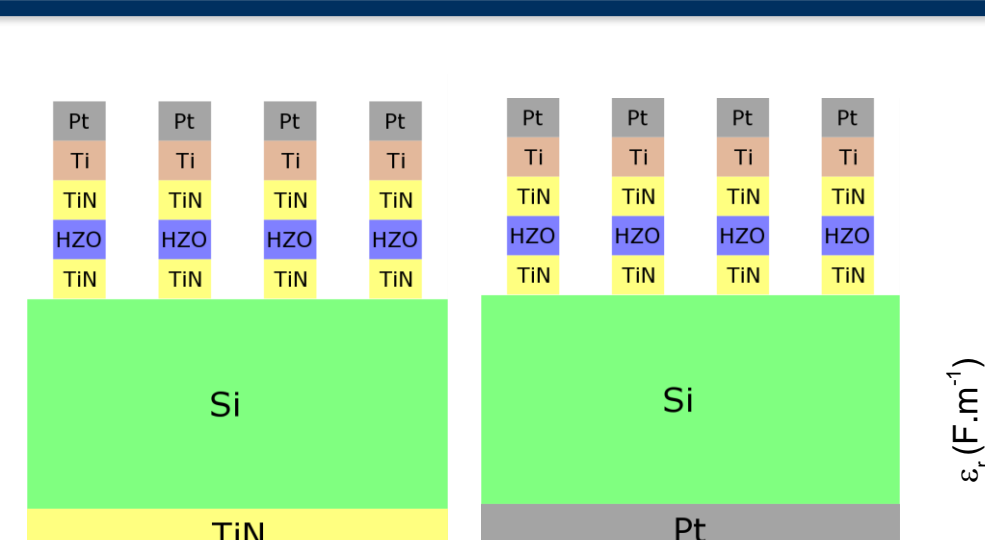 Pt Pt Pt Pt
Ti Ti Ti Ti
TiN TiN TiN TiN
HZO HZO HZO HZO
TiN TiN TiN TiN
Si
TiN
Pt Pt Pt Pt
Ti Ti Ti Ti
TiN TiN TiN TiN
HZO HZO HZO HZO
TiN TiN TiN TiN
Si
Pt
εᵣ (F.m⁻¹)